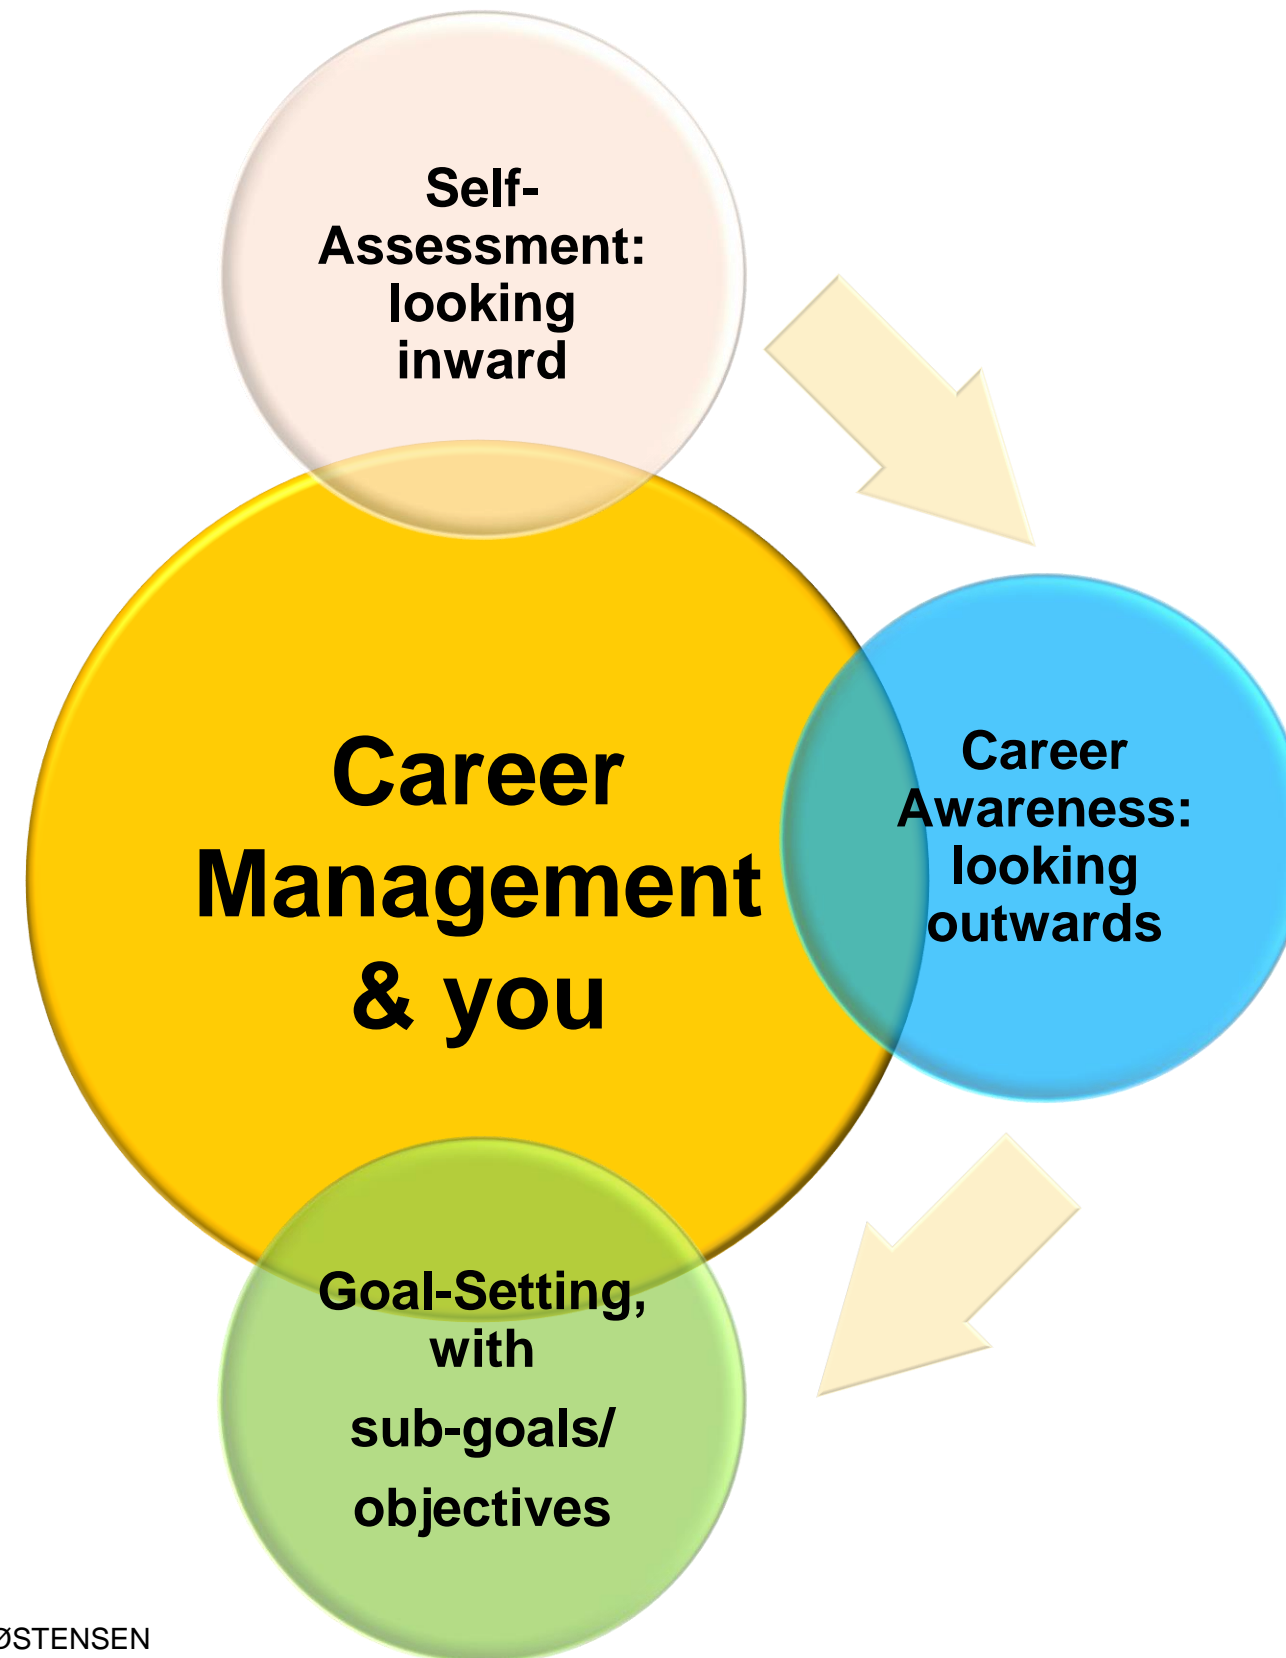 Self-
Assessment:
looking
inward
Career
Management
& you
Career
Awareness:
looking
outwards
Goal-Setting,
with
sub-goals/
objectives
ØSTENSEN